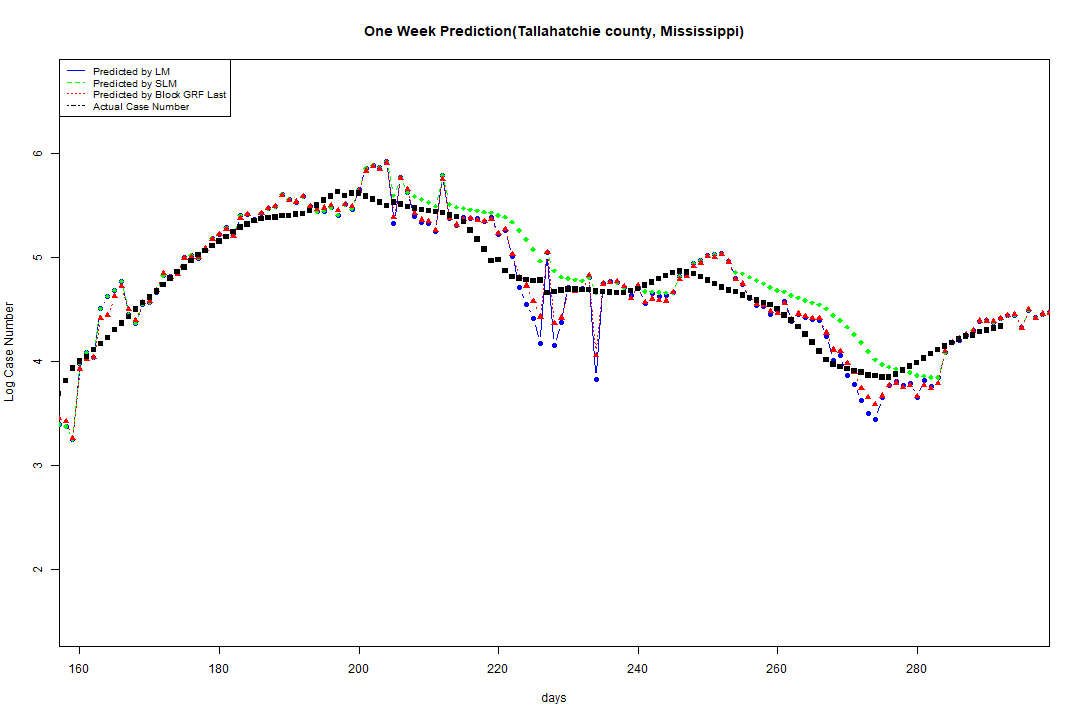 One Week Prediction(Tallahatchie county, Mississippi)
Predicted by LM
Predicted by SLM
Predicted by Block GRF Last
Actual Case Number
6
5
4
3
2
Log Case Number
160 180 200 220 240 260 280
days